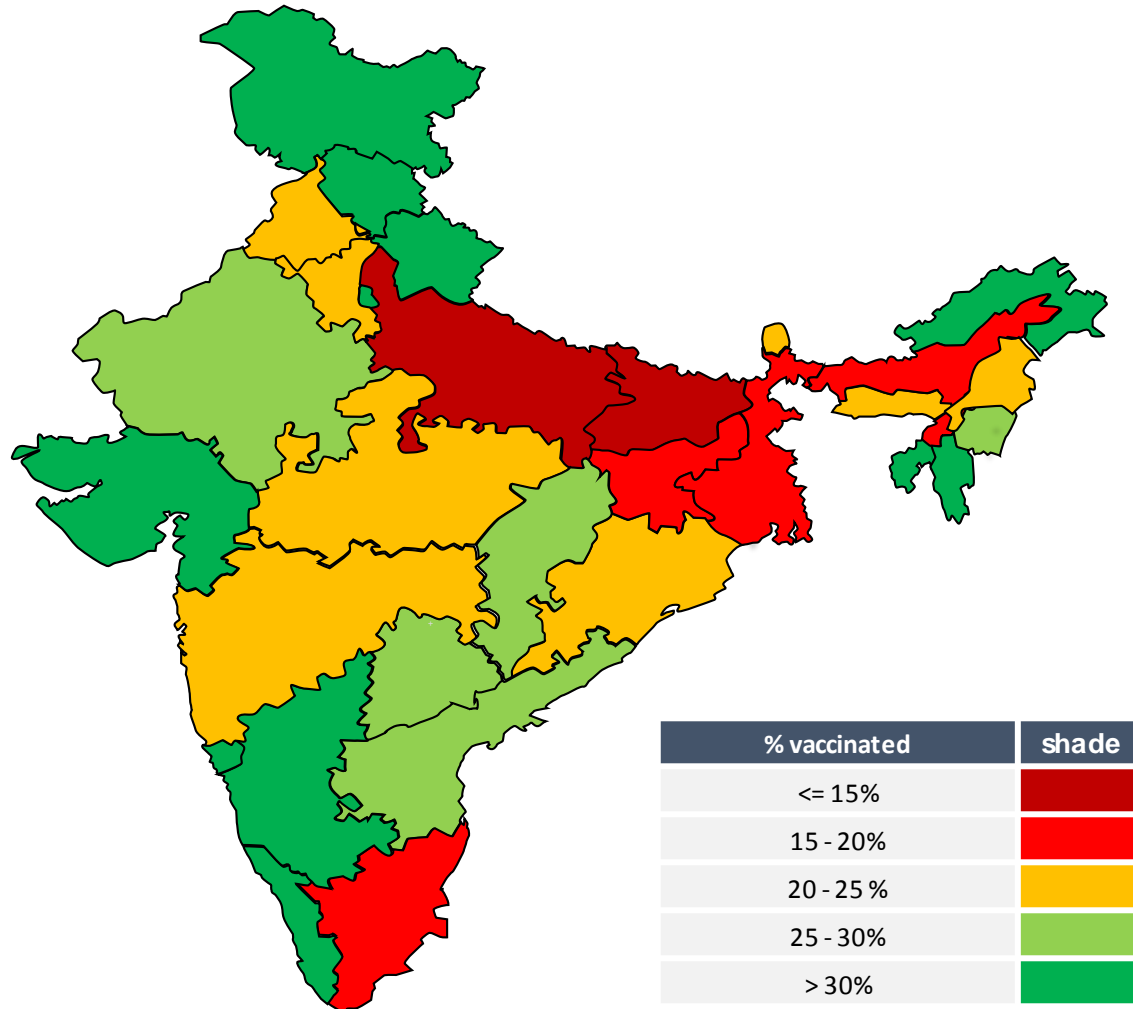 % vaccinated shade
<= 15%
15 - 20%
20 - 25 %
25 - 30%
> 30%